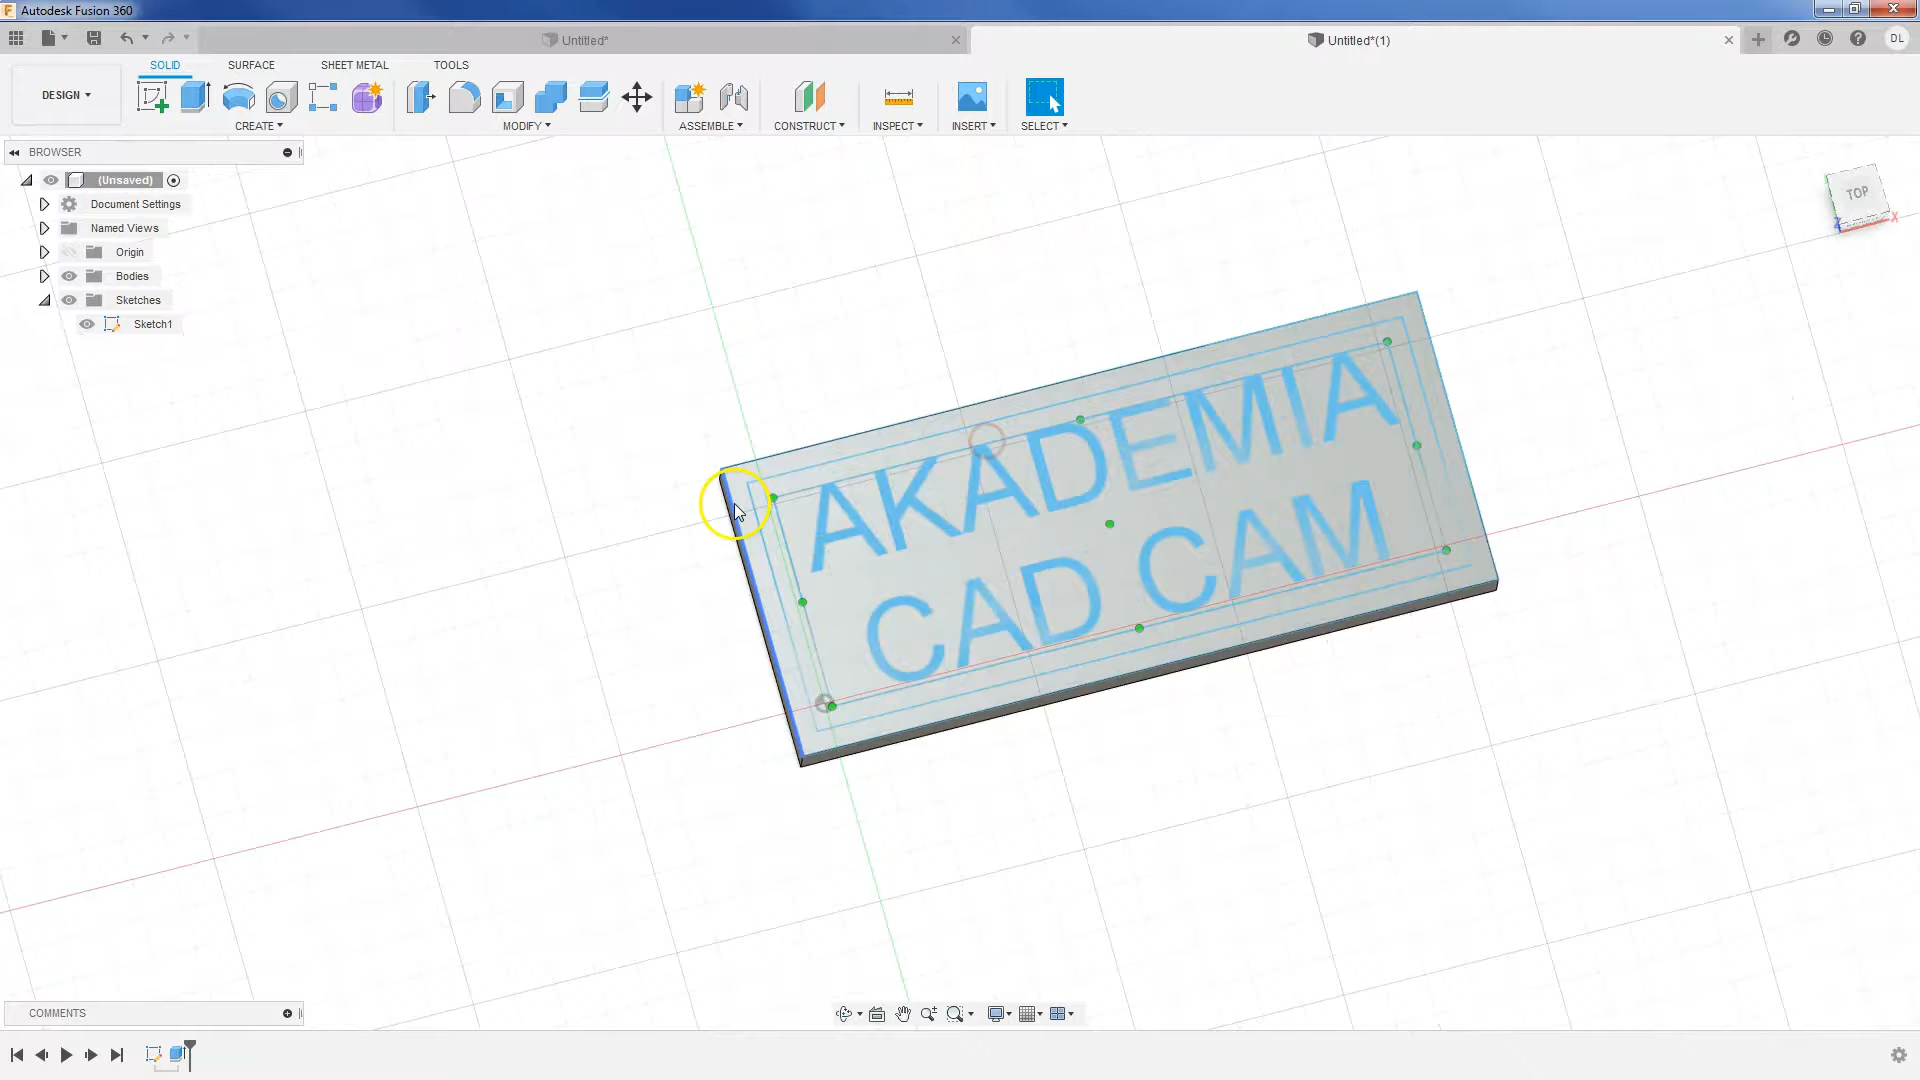 Autodesk Fusion 360
Untitled*
Untitled*(1)
DL
SOLID
SURFACE
SHEET METAL
TOOLS
DESIGN
CREATE
MODIFY
ASSEMBLE
CONSTRUCT
INSPECT
INSERT
SELECT
BROWSER
(Unsaved)
Document Settings
Named Views
Origin
Bodies
Sketches
Sketch1
TOP
Z
X
AKADEMIA
CAD CAM
COMMENTS